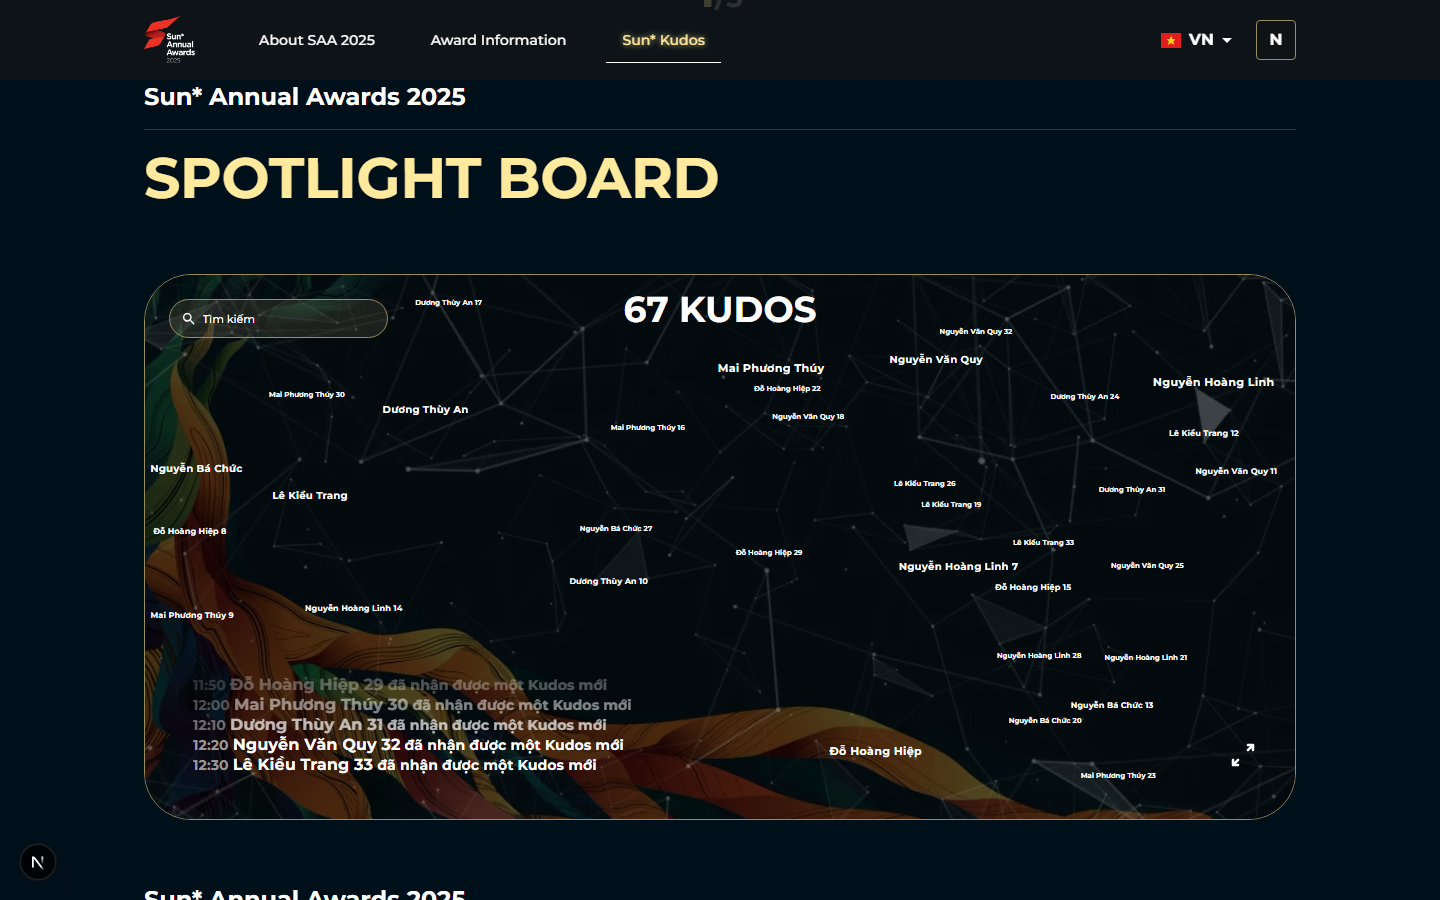 Sun*
Annual
Awards
2025
About SAA 2025
Award Information
Sun* Kudos
VN
N
Sun* Annual Awards 2025
SPOTLIGHT BOARD
Tìm kiếm
67 KUDOS
Dương Thùy An 17
Nguyễn Văn Quy 32
Nguyễn Văn Quy
Mai Phương Thúy
Nguyễn Hoàng Linh
Đỗ Hoàng Hiệp 22
Mai Phương Thúy 30
Dương Thùy An 24
Dương Thùy An
Nguyễn Văn Quy 18
Mai Phương Thúy 16
Lê Kiều Trang 12
Nguyễn Bá Chức
Nguyễn Văn Quy 11
Lê Kiều Trang 26
Dương Thùy An 31
Lê Kiều Trang
Lê Kiều Trang 19
Nguyễn Bá Chức 27
Đỗ Hoàng Hiệp 8
Lê Kiều Trang 33
Đỗ Hoàng Hiệp 29
Nguyễn Hoàng Linh 7
Nguyễn Văn Quy 25
Dương Thùy An 10
Đỗ Hoàng Hiệp 15
Nguyễn Hoàng Linh 14
Mai Phương Thúy 9
Nguyễn Hoàng Linh 28
Nguyễn Hoàng Linh 21
11:50 Đỗ Hoàng Hiệp 29 đã nhận được một Kudos mới
12:00 Mai Phương Thúy 30 đã nhận được một Kudos mới
12:10 Dương Thùy An 31 đã nhận được một Kudos mới
12:20 Nguyễn Văn Quy 32 đã nhận được một Kudos mới
12:30 Lê Kiều Trang 33 đã nhận được một Kudos mới
Nguyễn Bá Chức 13
Nguyễn Bá Chức 20
Đỗ Hoàng Hiệp
Mai Phương Thúy 23
N
Sun* Annual Awards 2025